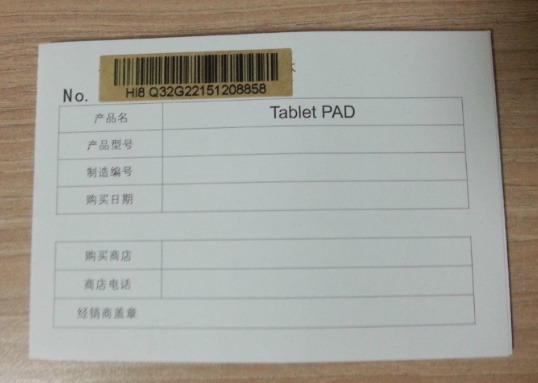 No.
HI8 Q32G22151208858
产品名 Tablet PAD
产品型号
制造编号
购买日期
购买商店
商店电话
经销商盖章